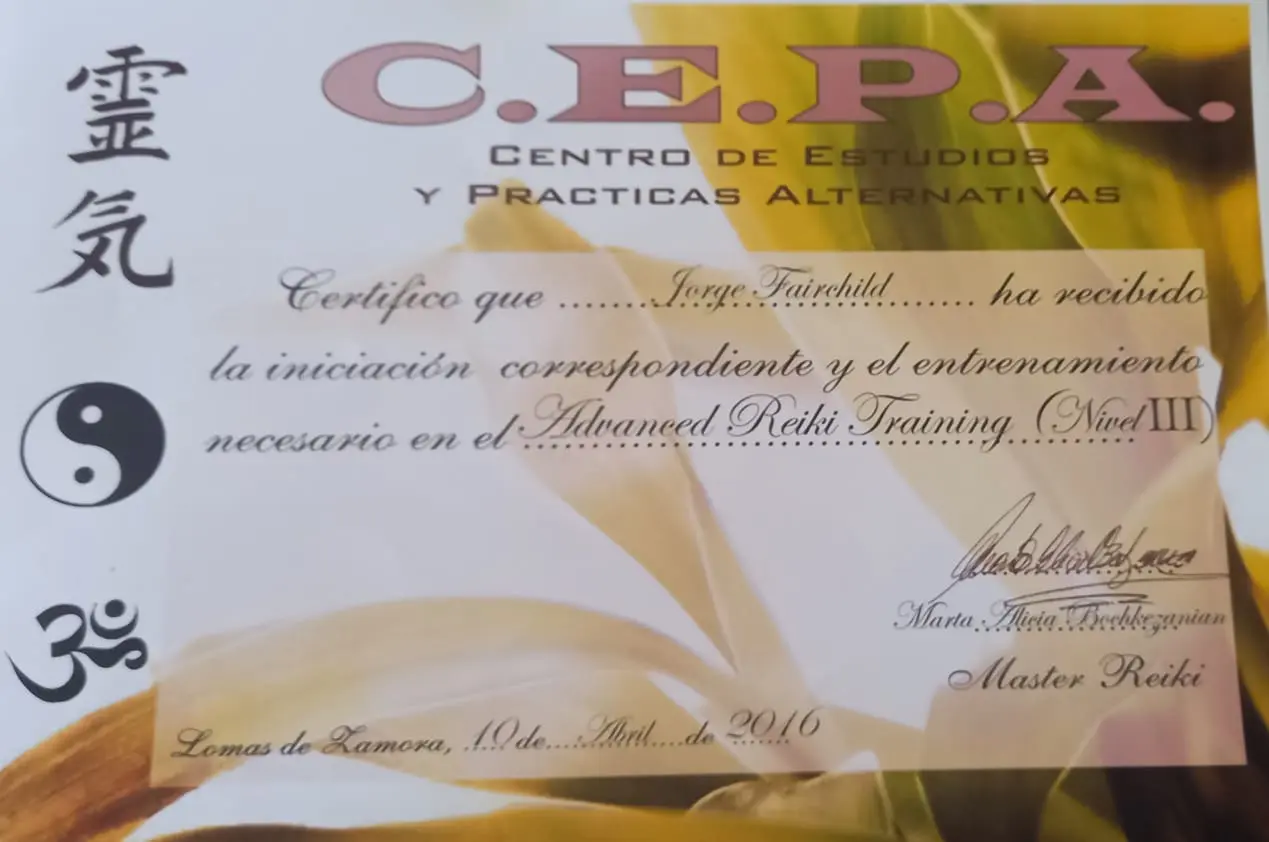 靈気
C.E.P.A.
CENTRO DE ESTUDIOS
Y PRACTICAS ALTERNATIVAS
Certifico que ........Jorge Fairchild........ ha recibido
la iniciación correspondiente y el entrenamiento
necesario en el Advanced Reiki Training (Nivel III)
ॐ
Marta Alicia Bochkezanian
Master Reiki
Lomas de Zamora, 10 de....Abril....de 2016